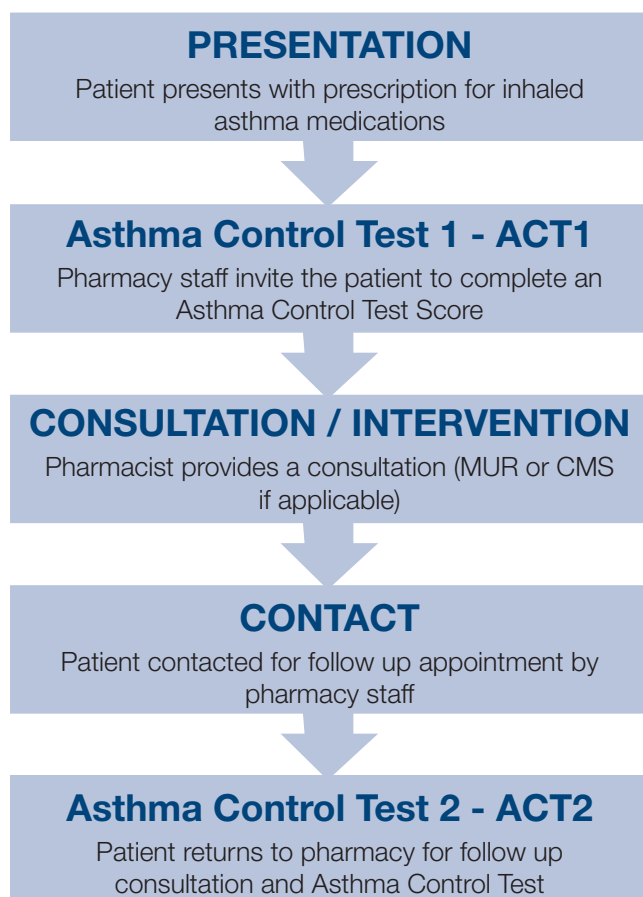 PRESENTATION
Patient presents with prescription for inhaled
asthma medications
Asthma Control Test 1 - ACT1
Pharmacy staff invite the patient to complete an
Asthma Control Test Score
CONSULTATION / INTERVENTION
Pharmacist provides a consultation (MUR or CMS
if applicable)
CONTACT
Patient contacted for follow up appointment by
pharmacy staff
Asthma Control Test 2 - ACT2
Patient returns to pharmacy for follow up
consultation and Asthma Control Test